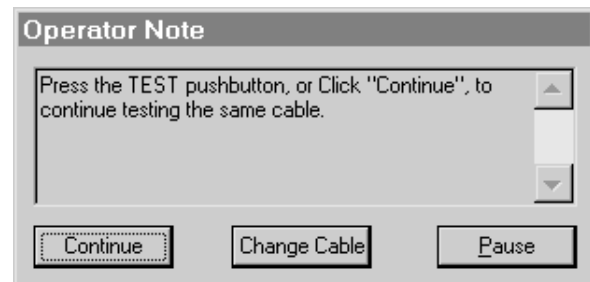 Operator Note
Press the TEST pushbutton, or Click "Continue", to
continue testing the same cable.
Continue Change Cable Pause